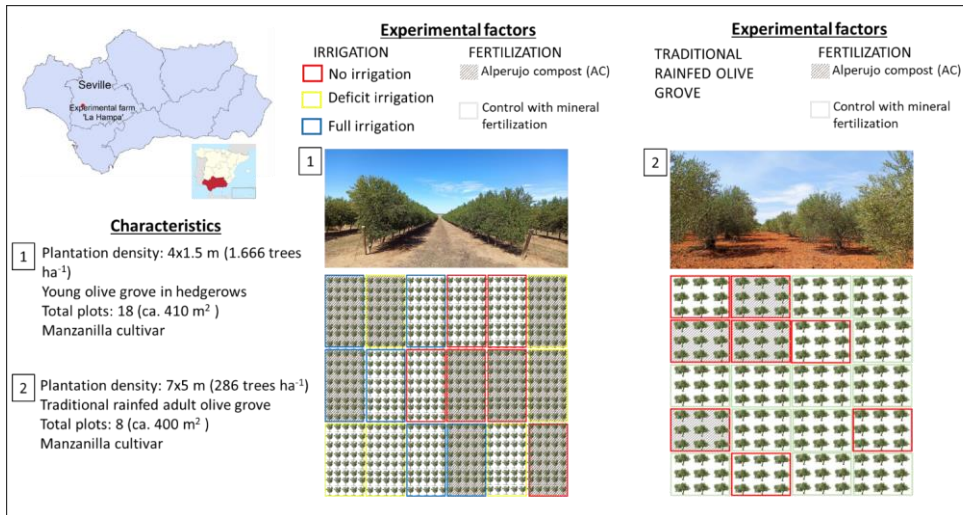 Seville
Experimental farm
'La Hampa'
Characteristics
1
Plantation density: 4x1.5 m (1.666 trees
ha⁻¹)
Young olive grove in hedgerows
Total plots: 18 (ca. 410 m² )
Manzanilla cultivar
2
Plantation density: 7x5 m (286 trees ha⁻¹)
Traditional rainfed adult olive grove
Total plots: 8 (ca. 400 m² )
Manzanilla cultivar
Experimental factors
IRRIGATION
No irrigation
Deficit irrigation
Full irrigation
FERTILIZATION
Alperujo compost (AC)
Control with mineral
fertilization
1
Experimental factors
TRADITIONAL
RAINFED OLIVE
GROVE
FERTILIZATION
Alperujo compost (AC)
Control with mineral
fertilization
2